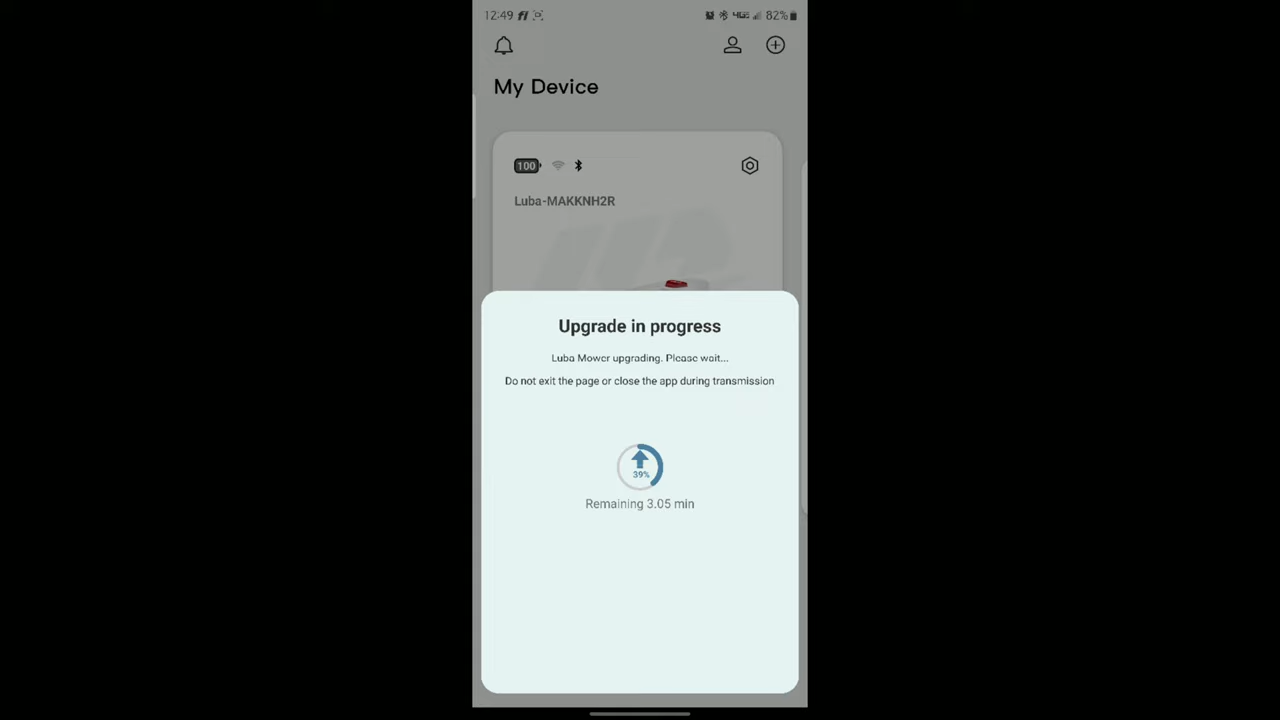 12:49 82%
My Device
100
Luba-MAKKNH2R
Upgrade in progress
Luba Mower upgrading. Please wait...
Do not exit the page or close the app during transmission
39%
Remaining 3.05 min